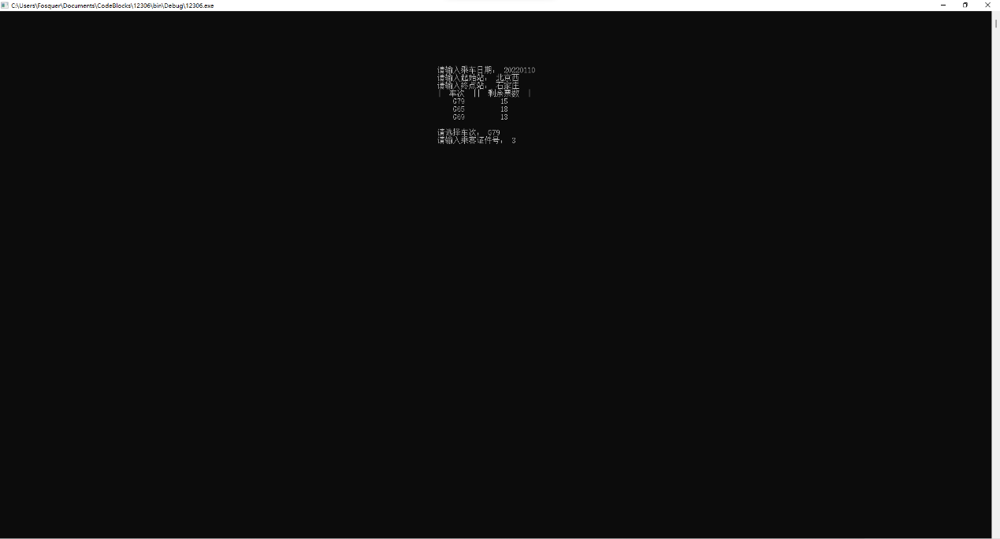 C:\Users\Fosquer\Documents\CodeBlocks\12306\bin\Debug\12306.exe
请输入乘车日期： 20220110
请输入起始站： 北京西
请输入终点站： 石家庄
|  车次  ||  剩余票数  |
G79 15
G65 18
G69 13
请选择车次： G79
请输入乘客证件号： 3